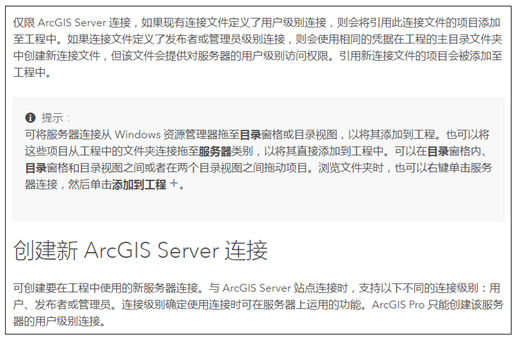 仅限 ArcGIS Server 连接，如果现有连接文件定义了用户级别连接，则会将引用此连接文件的项目添加
至工程中。如果连接文件定义了发布者或管理员级别连接，则会使用相同的凭据在工程的主目录文件夹
中创建新连接文件，但该文件会提供对服务器的用户级别访问权限。引用新连接文件的项目会被添加至
工程中。
提示：
可将服务器连接从 Windows 资源管理器拖至目录窗格或目录视图，以将其添加到工程。也可以将
这些项目从工程中的文件夹连接拖至服务器类别，以将其直接添加到工程中。可以在目录窗格内、
目录窗格和目录视图之间或者在两个目录视图之间拖动项目。浏览文件夹时，也可以右键单击服务
器连接，然后单击添加到工程 +。
创建新 ArcGIS Server 连接
可创建要在工程中使用的新服务器连接。与 ArcGIS Server 站点连接时，支持以下不同的连接级别：用
户、发布者或管理员。连接级别确定使用连接时可在服务器上运用的功能。ArcGIS Pro 只能创建该服务
器的用户级别连接。